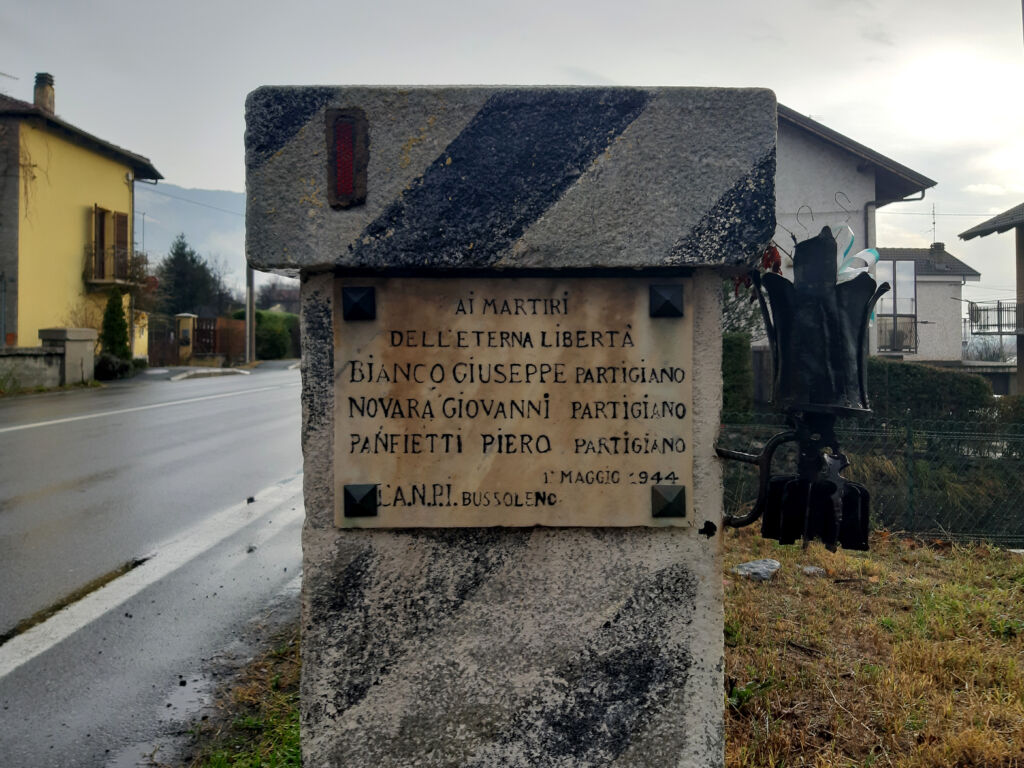 AI MARTIRI
DELL'ETERNA LIBERTÀ
BIANCO GIUSEPPE PARTIGIANO
NOVARA GIOVANNI PARTIGIANO
PANFIETTI PIERO PARTIGIANO
1° MAGGIO 1944
L'A.N.P.I. BUSSOLENO